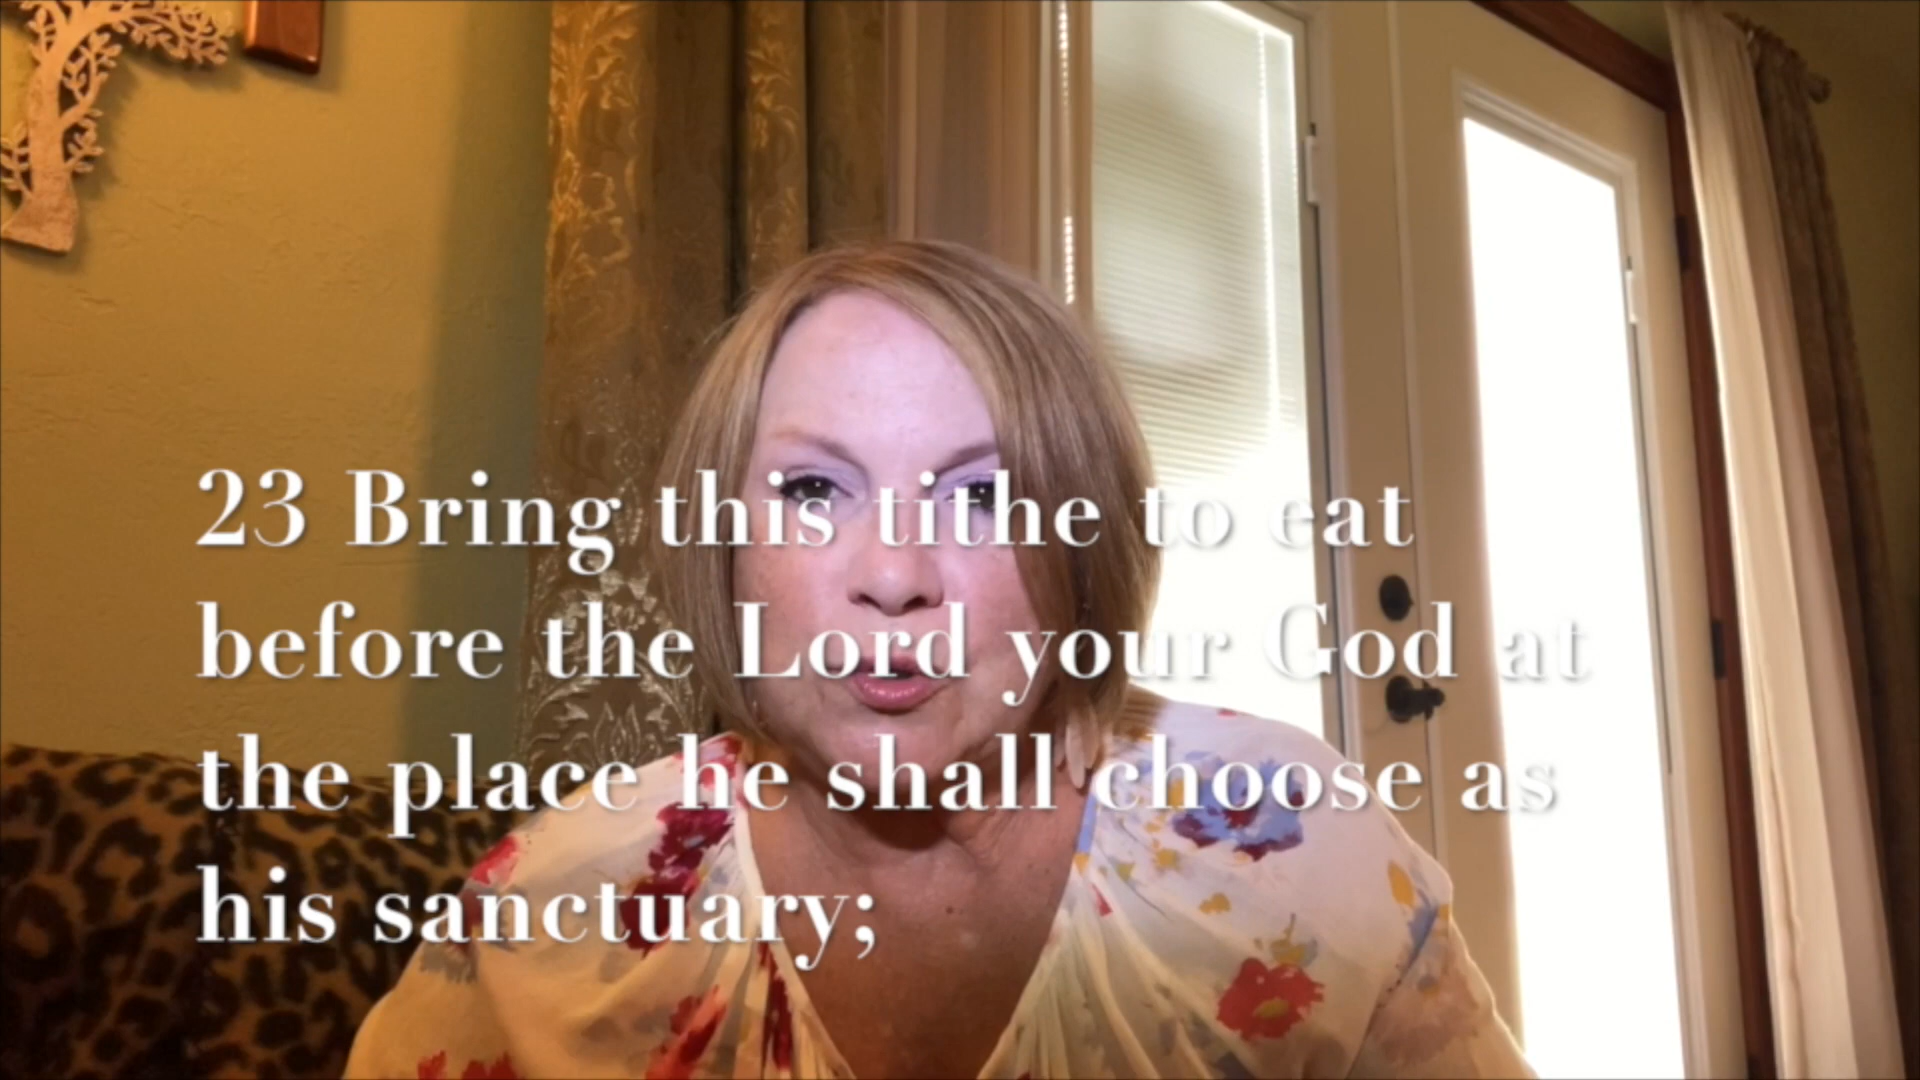 23 Bring this tithe to eat
before the Lord your God at
the place he shall choose as
his sanctuary;